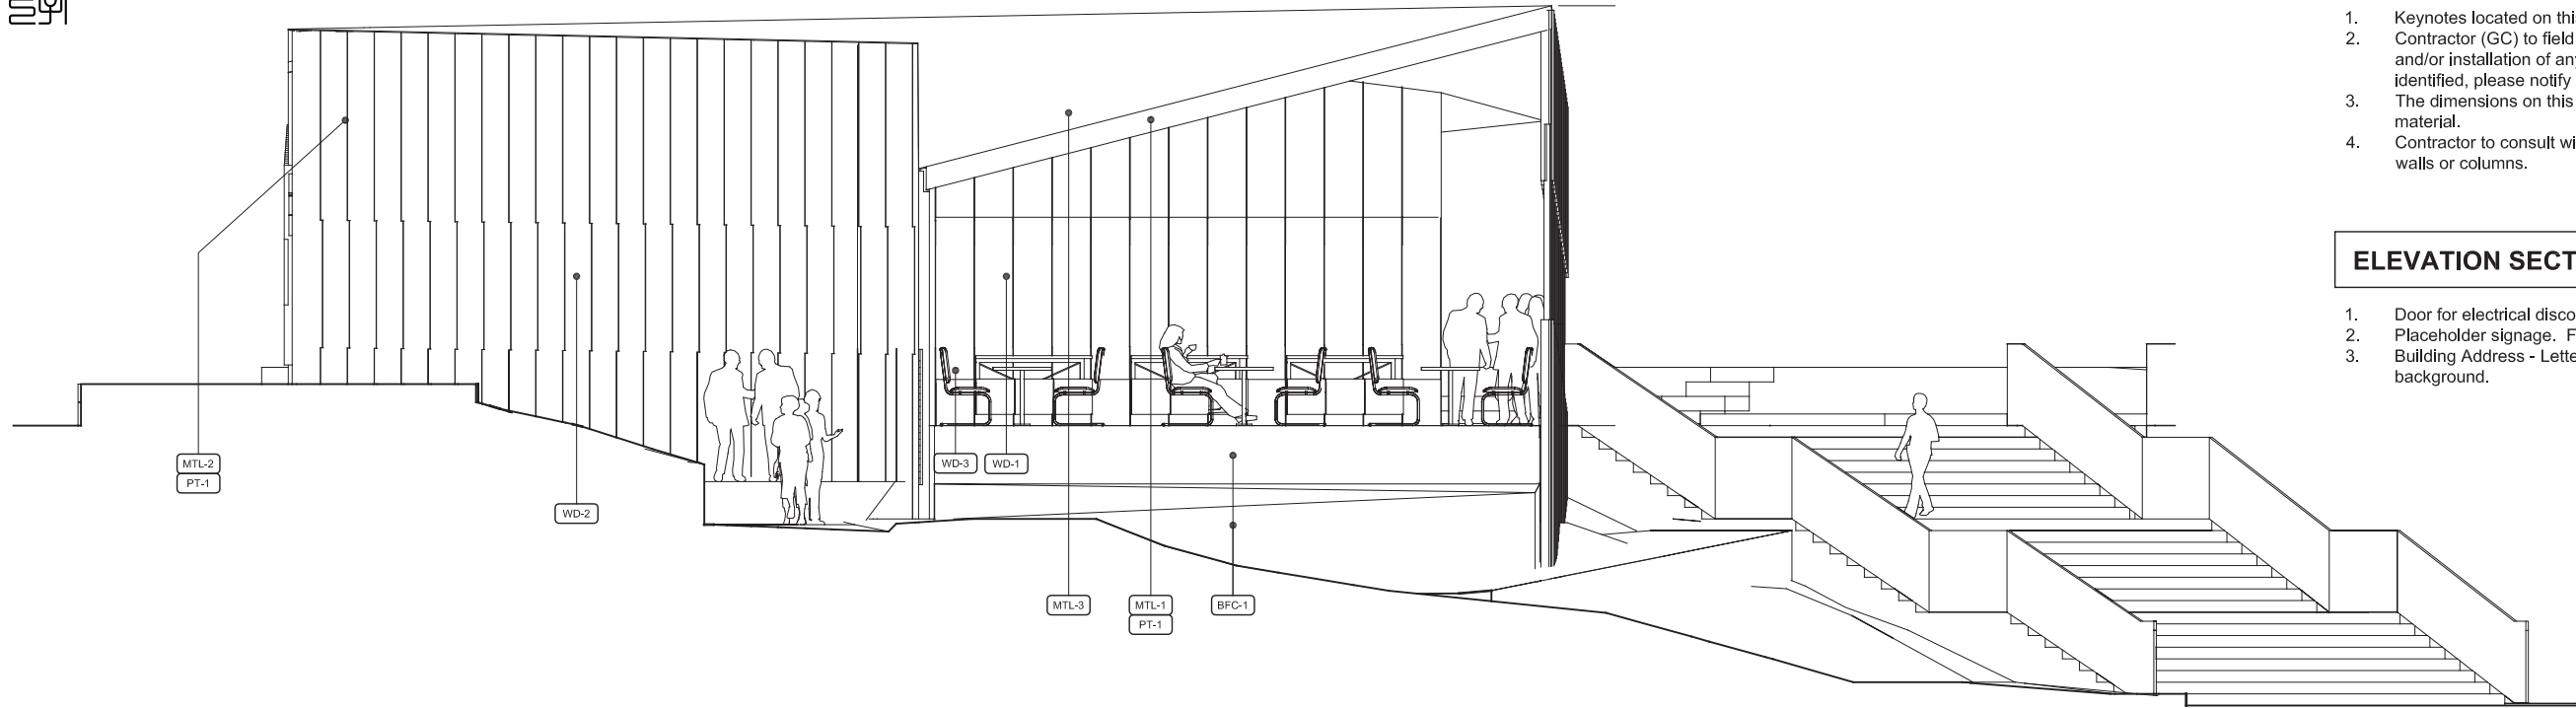 1. Keynotes located on thi
2. Contractor (GC) to field
and/or installation of an
identified, please notify
3. The dimensions on this
material.
4. Contractor to consult wi
walls or columns.
ELEVATION SECT
1. Door for electrical disco
2. Placeholder signage. F
3. Building Address - Lette
background.
MTL-2
PT-1
WD-2
WD-3
WD-1
MTL-3
MTL-1
PT-1
BFC-1